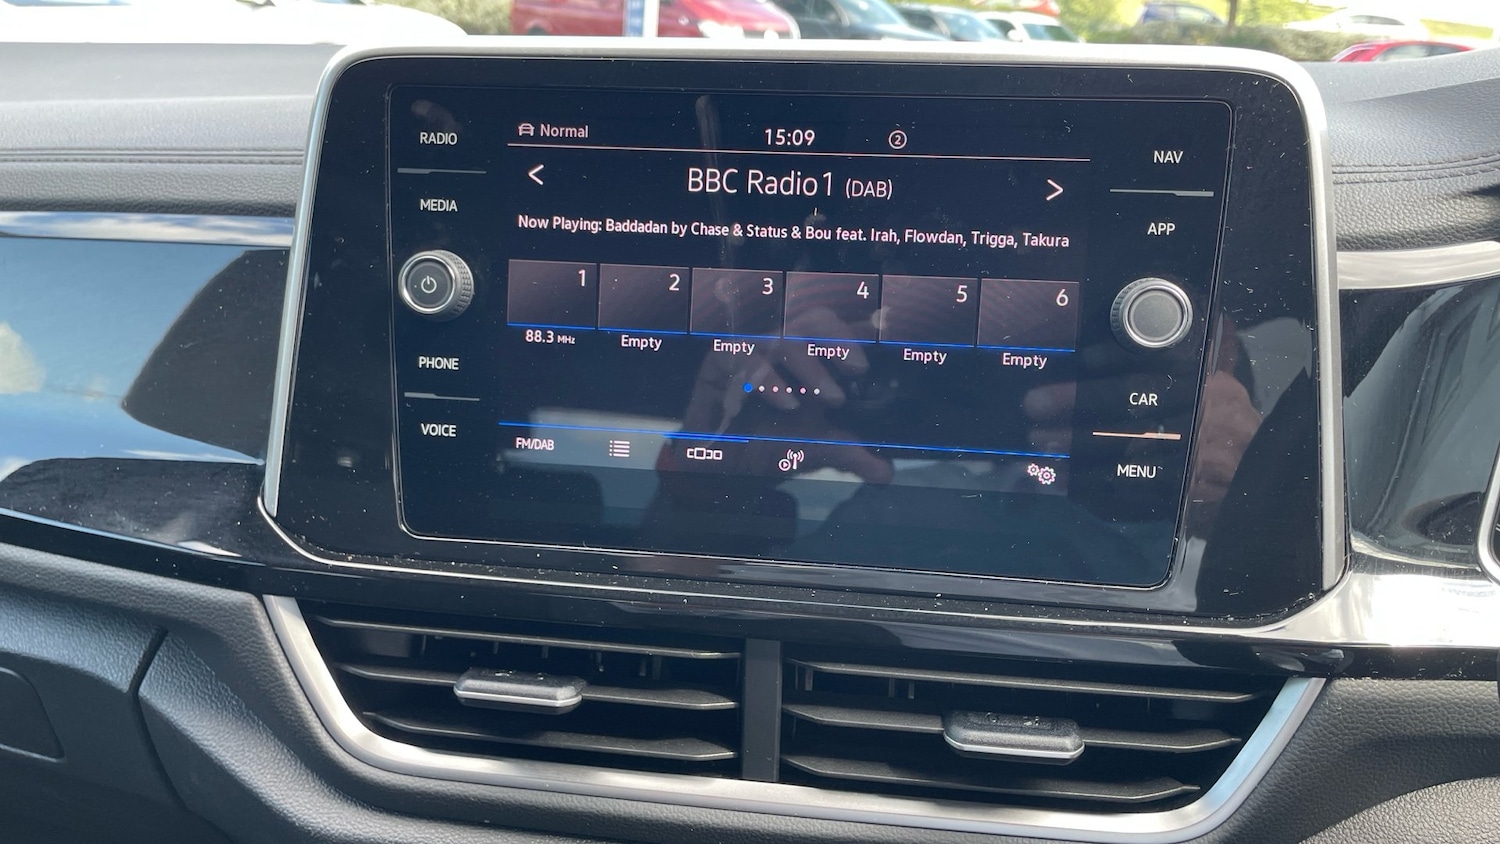 RADIO
MEDIA
PHONE
VOICE
Normal
15:09
2
BBC Radio 1 (DAB)
Now Playing: Baddadan by Chase & Status & Bou feat. Irah, Flowdan, Trigga, Takura
1 2 3 4 5 6
88.3 MHz Empty Empty Empty Empty Empty
FM/DAB
NAV
APP
CAR
MENU